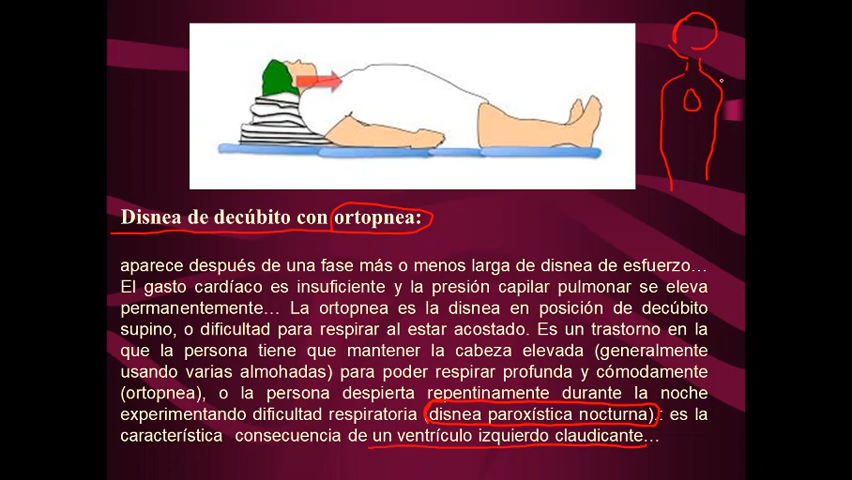 Disnea de decúbito con ortopnea:
aparece después de una fase más o menos larga de disnea de esfuerzo…
El gasto cardíaco es insuficiente y la presión capilar pulmonar se eleva
permanentemente… La ortopnea es la disnea en posición de decúbito
supino, o dificultad para respirar al estar acostado. Es un trastorno en la
que la persona tiene que mantener la cabeza elevada (generalmente
usando varias almohadas) para poder respirar profunda y cómodamente
(ortopnea), o la persona despierta repentinamente durante la noche
experimentando dificultad respiratoria (disnea paroxística nocturna).: es la
característica consecuencia de un ventrículo izquierdo claudicante…